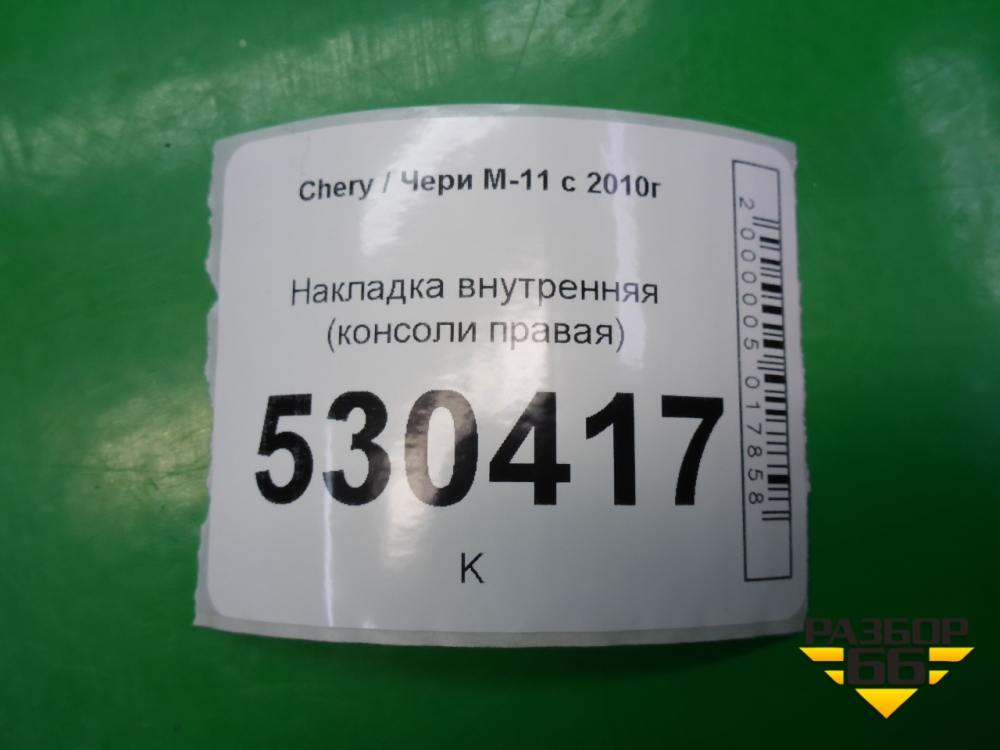 Chery / Чери М-11 с 2010г
Накладка внутренняя
(консоли правая)
530417
К
2000005017858
РАЗБОР
66